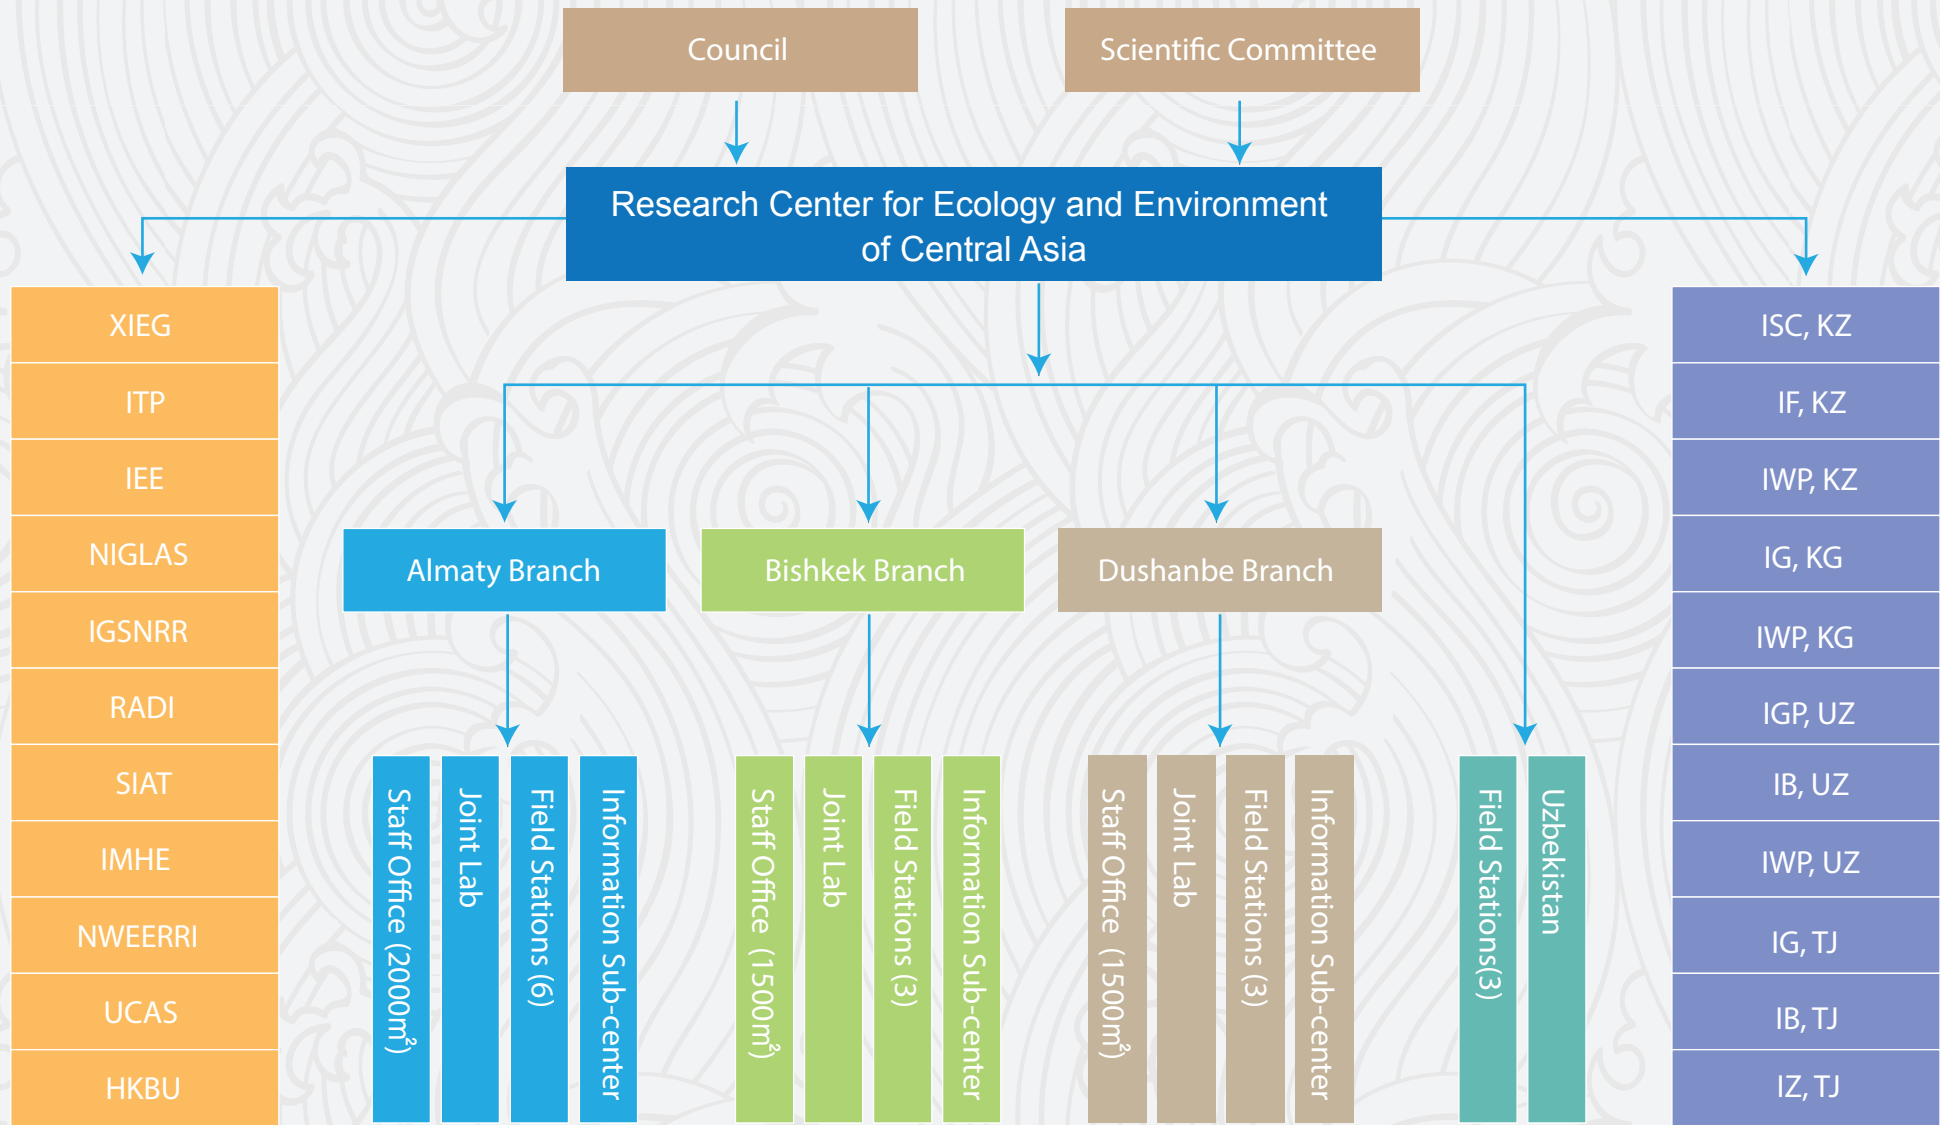 Council
Scientific Committee
Research Center for Ecology and Environment
of Central Asia
XIEG
ITP
IEE
NIGLAS
IGSNRR
RADI
SIAT
IMHE
NWEERRI
UCAS
HKBU
Almaty Branch
Staff Office (2000m²)
Joint Lab
Field Stations (6)
Information Sub-center
Bishkek Branch
Staff Office (1500m²)
Joint Lab
Field Stations (3)
Information Sub-center
Dushanbe Branch
Staff Office (1500m²)
Joint Lab
Field Stations (3)
Information Sub-center
Field Stations(3)
Uzbekistan
ISC, KZ
IF, KZ
IWP, KZ
IG, KG
IWP, KG
IGP, UZ
IB, UZ
IWP, UZ
IG, TJ
IB, TJ
IZ, TJ